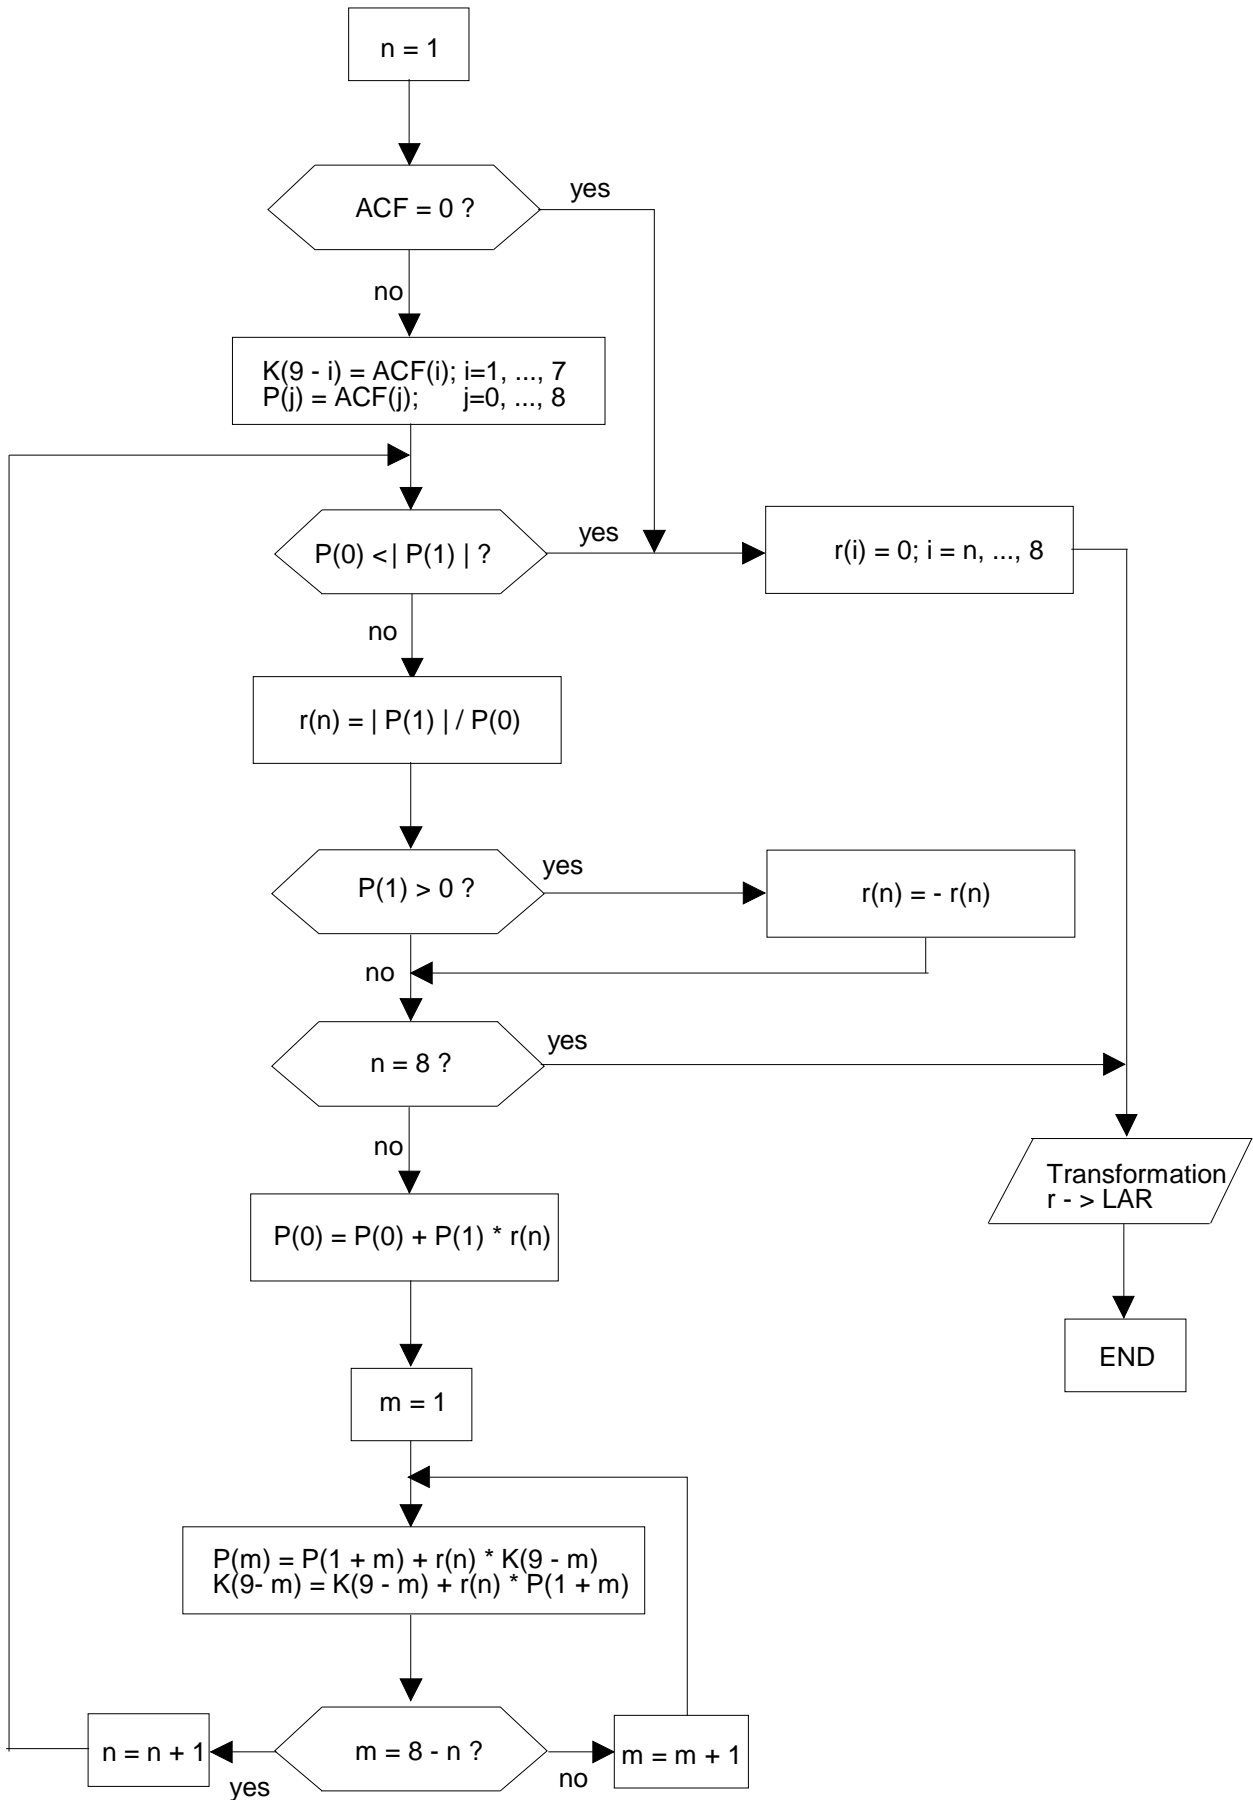 n = 1
ACF = 0 ?
yes
no
K(9 - i) = ACF(i); i=1, ..., 7
P(j) = ACF(j); j=0, ..., 8
P(0) < | P(1) | ?
yes
r(i) = 0; i = n, ..., 8
no
r(n) = | P(1) | / P(0)
P(1) > 0 ?
yes
r(n) = - r(n)
no
n = 8 ?
yes
no
Transformation
r - > LAR
P(0) = P(0) + P(1) * r(n)
END
m = 1
P(m) = P(1 + m) + r(n) * K(9 - m)
K(9- m) = K(9 - m) + r(n) * P(1 + m)
n = n + 1
yes
m = 8 - n ?
no
m = m + 1